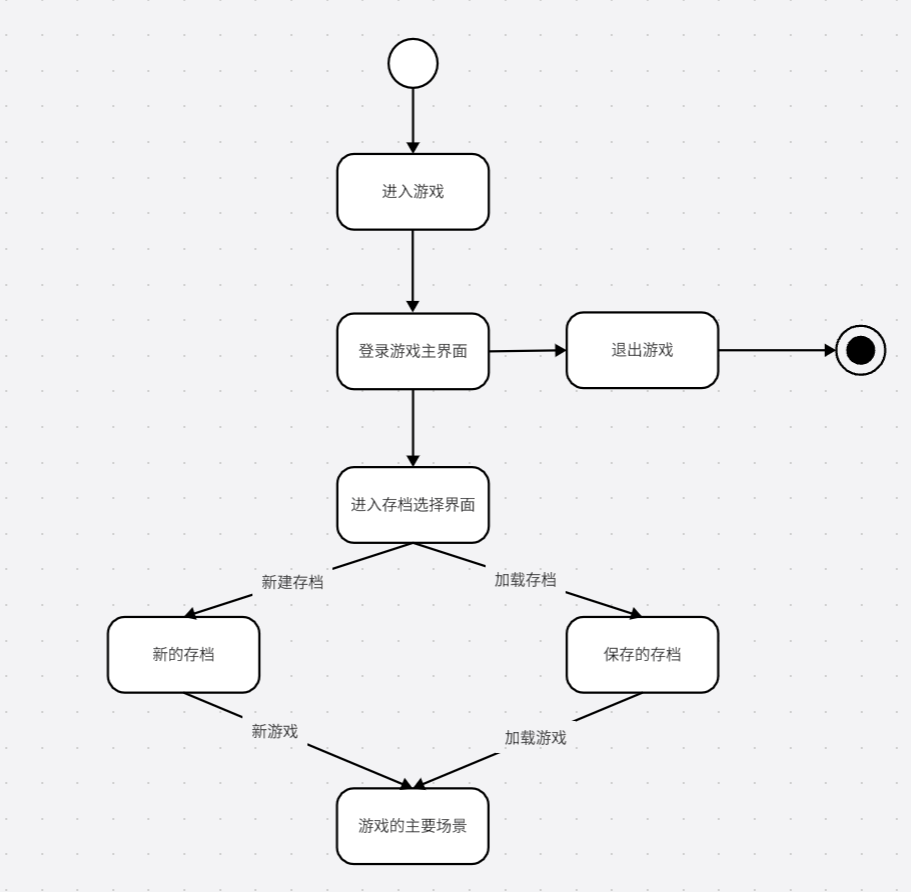 进入游戏
登录游戏主界面
退出游戏
进入存档选择界面
新建存档
加载存档
新的存档
保存的存档
新游戏
加载游戏
游戏的主要场景